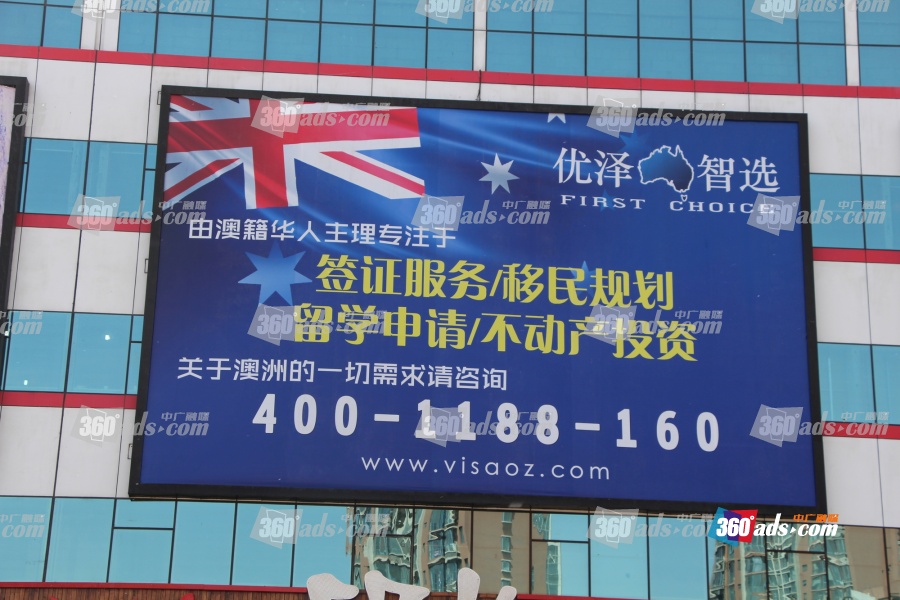 优泽智选
FIRST CHOICE
由澳籍华人主理专注于
签证服务/移民规划
留学申请/不动产投资
关于澳洲的一切需求请咨询
400-1188-160
www.visaoz.com
360°ads.com
中广融媒